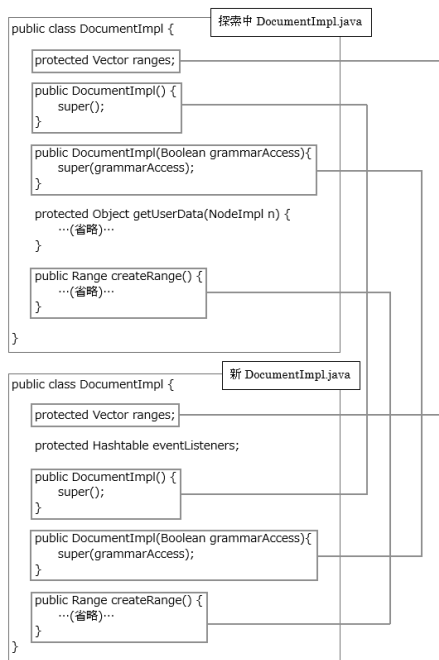 探索中 DocumentImpl.java
public class DocumentImpl {
protected Vector ranges;
public DocumentImpl() {
super();
}
public DocumentImpl(Boolean grammarAccess){
super(grammarAccess);
}
protected Object getUserData(NodeImpl n) {
…(省略)…
}
public Range createRange() {
…(省略)…
}
}
新 DocumentImpl.java
public class DocumentImpl {
protected Vector ranges;
protected Hashtable eventListeners;
public DocumentImpl() {
super();
}
public DocumentImpl(Boolean grammarAccess){
super(grammarAccess);
}
public Range createRange() {
…(省略)…
}
}